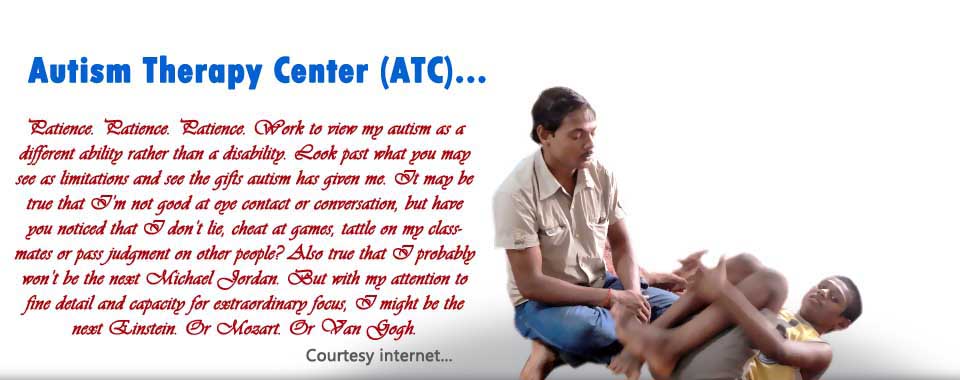 Autism Therapy Center (ATC)...
Patience. Patience. Patience. Work to view my autism as a
different ability rather than a disability. Look past what you may
see as limitations and see the gifts autism has given me. It may be
true that I'm not good at eye contact or conversation, but have
you noticed that I don't lie, cheat at games, tattle on my class-
mates or pass judgment on other people? Also true that I probably
won't be the next Michael Jordan. But with my attention to
fine detail and capacity for extraordinary focus, I might be the
next Einstein. Or Mozart. Or Van Gogh.
Courtesy internet...